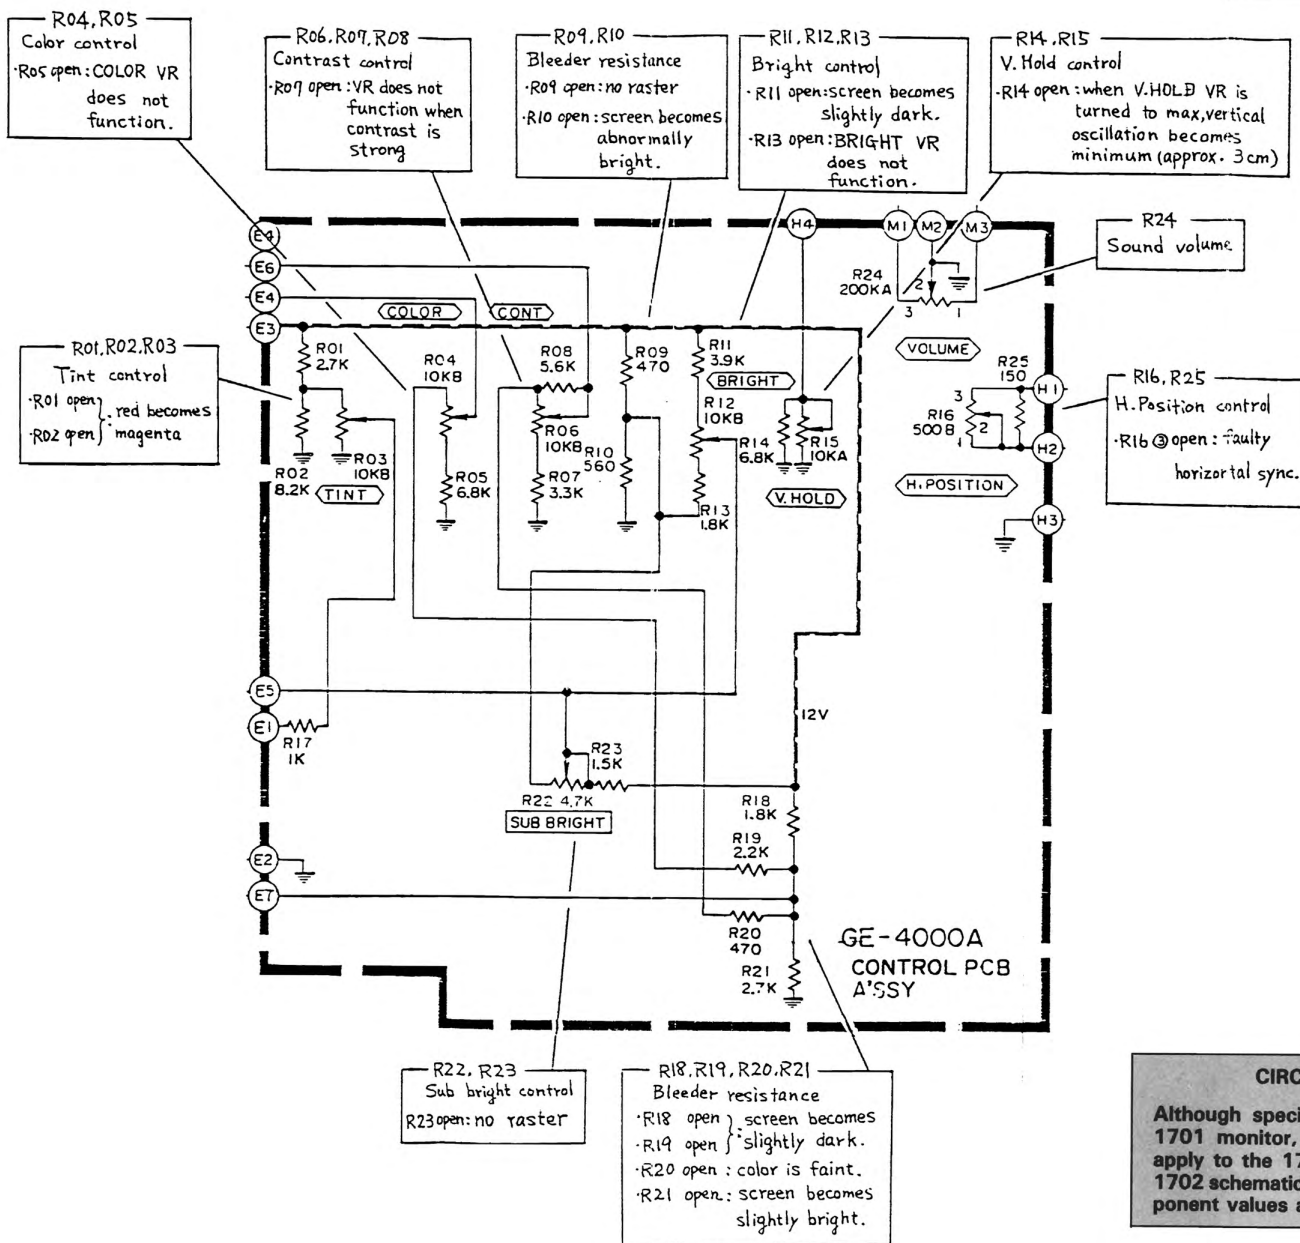 R04, R05
Color control
·R05 open: COLOR VR
does not
function.
R06, R07, R08
Contrast control
·R07 open: VR does not
function when
contrast is
strong
R09, R10
Bleeder resistance
·R09 open: no raster
·R10 open: screen becomes
abnormally
bright.
R11, R12, R13
Bright control
·R11 open: screen becomes
slightly dark.
·R13 open: BRIGHT VR
does not
function.
R14, R15
V. Hold control
·R14 open: when V.HOLD VR is
turned to max, vertical
oscillation becomes
minimum (approx. 3cm)
R24
Sound volume
R01, R02, R03
Tint control
·R01 open
·R02 open
: red becomes
magenta
R16, R25
H. Position control
·R16 ③ open: faulty
horizortal sync.
E4
E6
E4
E3
H4
M1
M2
M3
R24
200KA
2
3
1
VOLUME
COLOR
CONT
BRIGHT
R01
2.7K
R04
10KB
R08
5.6K
R09
470
R11
3.9K
R12
10KB
R25
150
H1
3
R16
500B
2
1
H2
R02
8.2K
R03
10KB
TINT
R05
6.8K
R06
10KB
R07
3.3K
R10
560
R13
1.8K
R14
6.8K
R15
10KA
V. HOLD
H. POSITION
H3
E5
E1
R17
1K
12V
R23
1.5K
R22 4.7K
SUB BRIGHT
R18
1.8K
R19
2.2K
E2
E7
R20
470
R21
2.7K
GE-4000A
CONTROL PCB
A'SSY
R22, R23
Sub bright control
R23 open: no raster
R18, R19, R20, R21
Bleeder resistance
·R18 open
·R19 open
: screen becomes
slightly dark.
·R20 open: color is faint.
·R21 open: screen becomes
slightly bright.
CIRC
Although speci
1701 monitor,
apply to the 17
1702 schematic
ponent values a